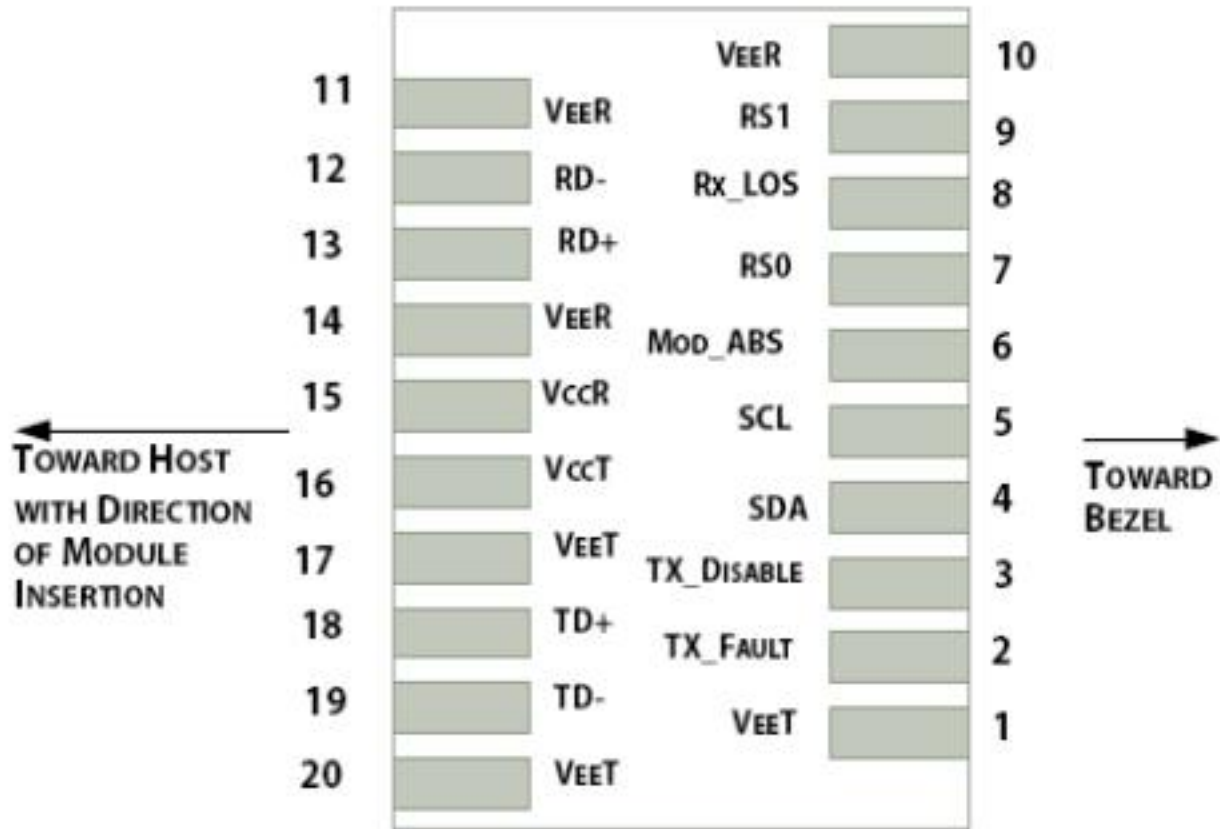 VEER 10
11 VEER
RS1 9
12 RD-
Rx_LOS 8
13 RD+
RS0 7
14 VEER
MOD_ABS 6
15 VCCR
SCL 5
TOWARD HOST
WITH DIRECTION
OF MODULE
INSERTION
16 VCCT
SDA 4
TOWARD
BEZEL
17 VEET
TX_DISABLE 3
18 TD+
TX_FAULT 2
19 TD-
VEET 1
20 VEET